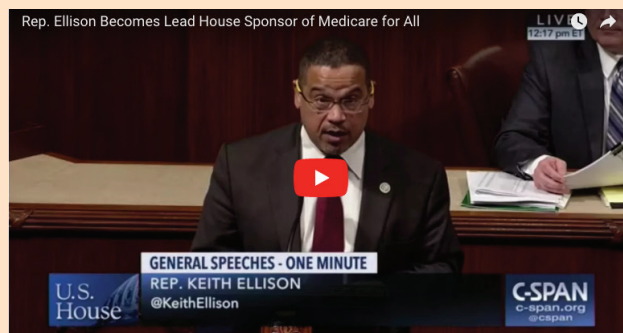 Rep. Ellison Becomes Lead House Sponsor of Medicare for All
LIVE
12:17 pm ET
GENERAL SPEECHES - ONE MINUTE
REP. KEITH ELLISON
@KeithEllison
U.S.
House
C-SPAN
c-span.org
@cspan